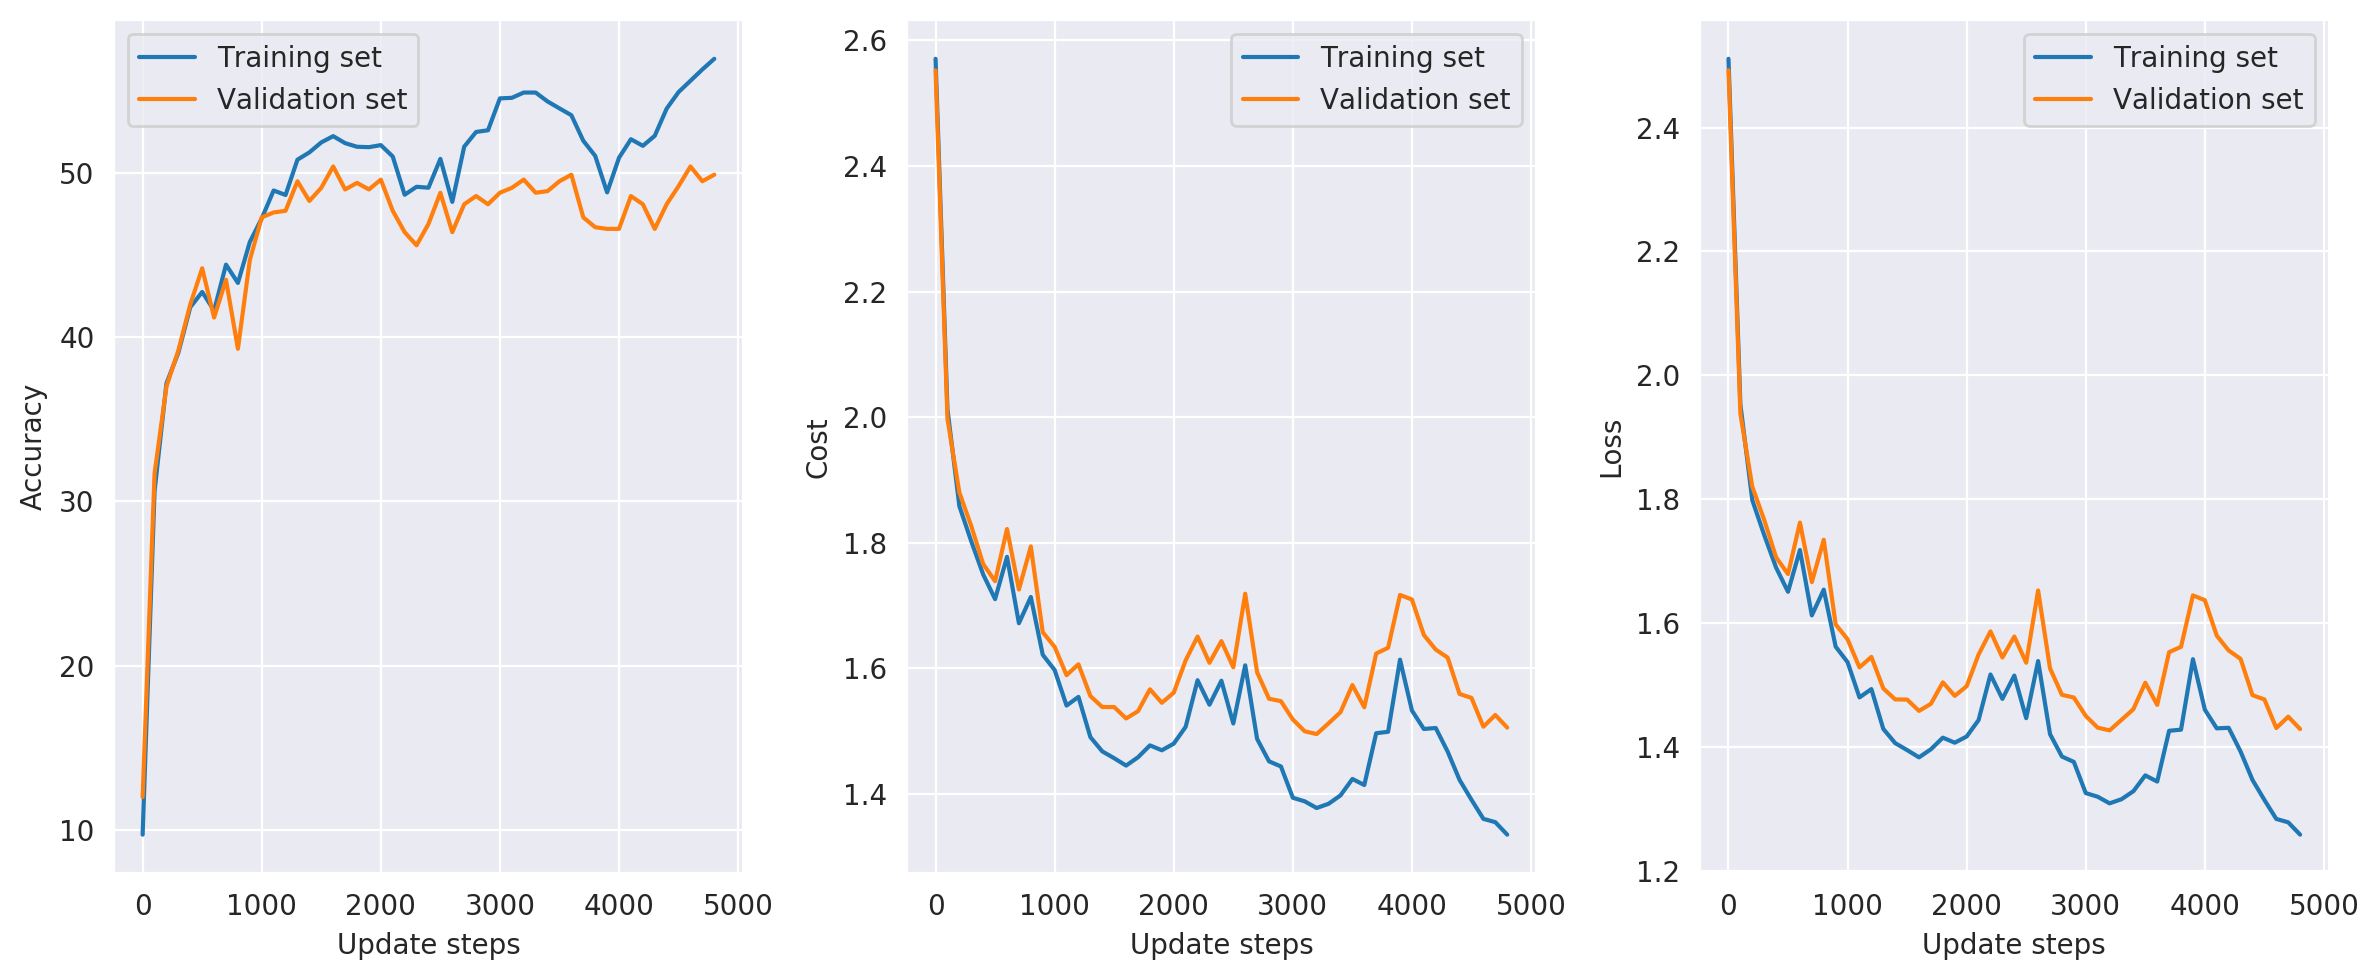 Training set
Validation set
50
40
30
20
10
Accuracy
0 1000 2000 3000 4000 5000
Update steps
Training set
Validation set
2.6
2.4
2.2
2.0
1.8
1.6
1.4
Cost
0 1000 2000 3000 4000 5000
Update steps
Training set
Validation set
2.4
2.2
2.0
1.8
1.6
1.4
1.2
Loss
0 1000 2000 3000 4000 5000
Update steps